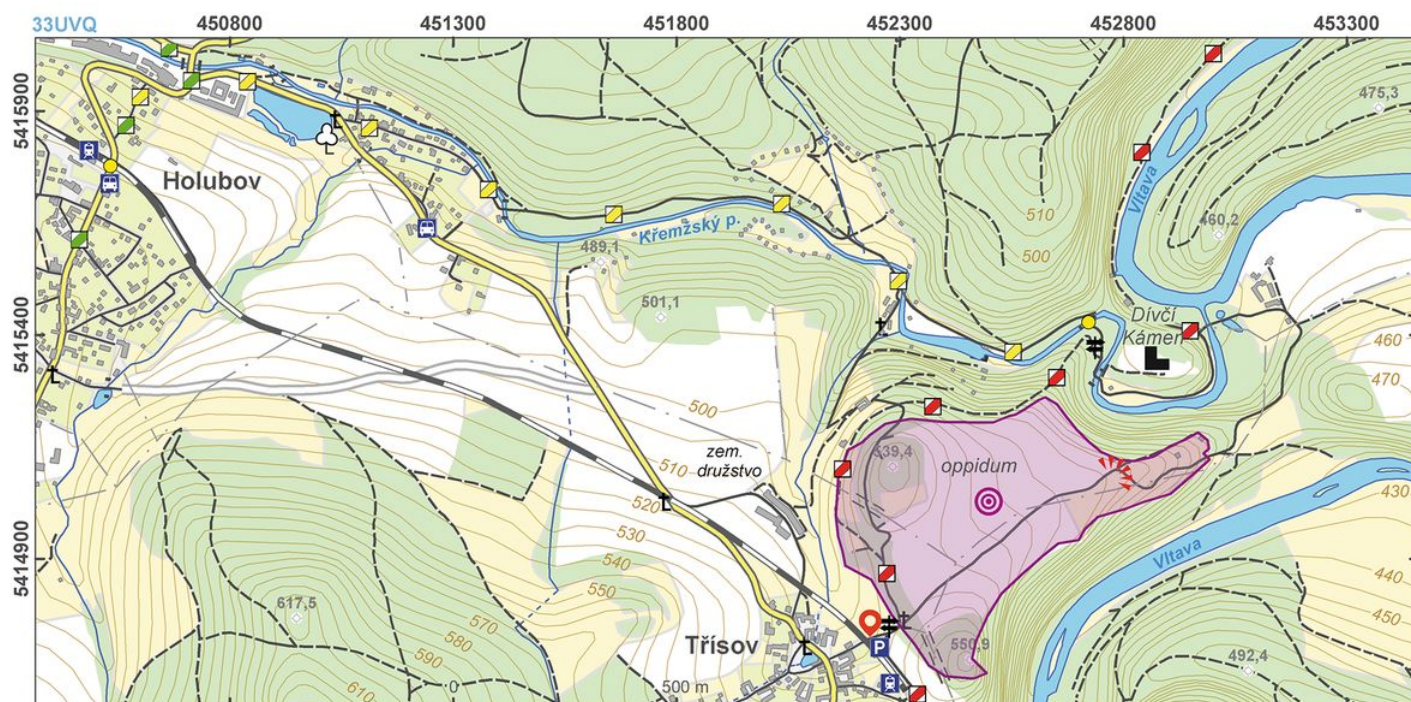 33UVQ
450800
451300
451800
452300
452800
453300
5415900
475,3
Holubov
Vltava
510
460,2
Křemžský p.
489,1
500
501,1
Dívčí
Kámen
5415400
460
470
500
zem.
družstvo
510
539,4
oppidum
520
430
530
5414900
540
Vltava
550
440
617,5
570
450
580
Třísov
P
550,9
590
492,4
610
0
500 m